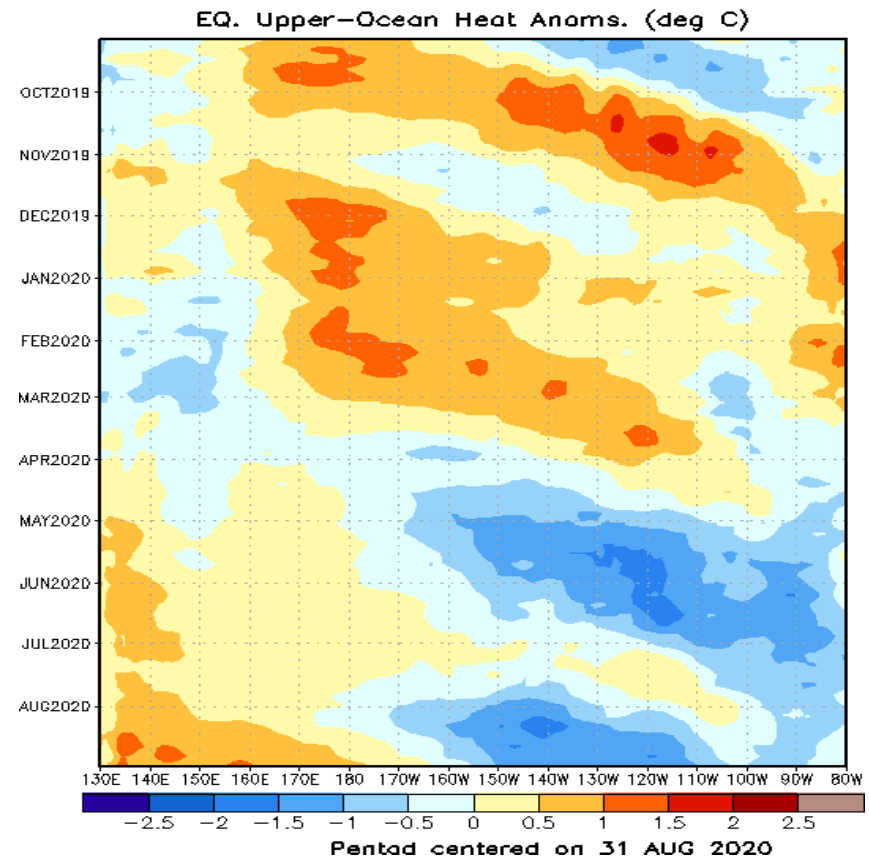 EQ. Upper-Ocean Heat Anoms. (deg C)
OCT2019
NOV2019
DEC2019
JAN2020
FEB2020
MAR2020
APR2020
MAY2020
JUN2020
JUL2020
AUG2020
130E 140E 150E 160E 170E 180 170W 160W 150W 140W 130W 120W 110W 100W 90W 80W
-2.5 -2 -1.5 -1 -0.5 0 0.5 1 1.5 2 2.5
Pentad centered on 31 AUG 2020